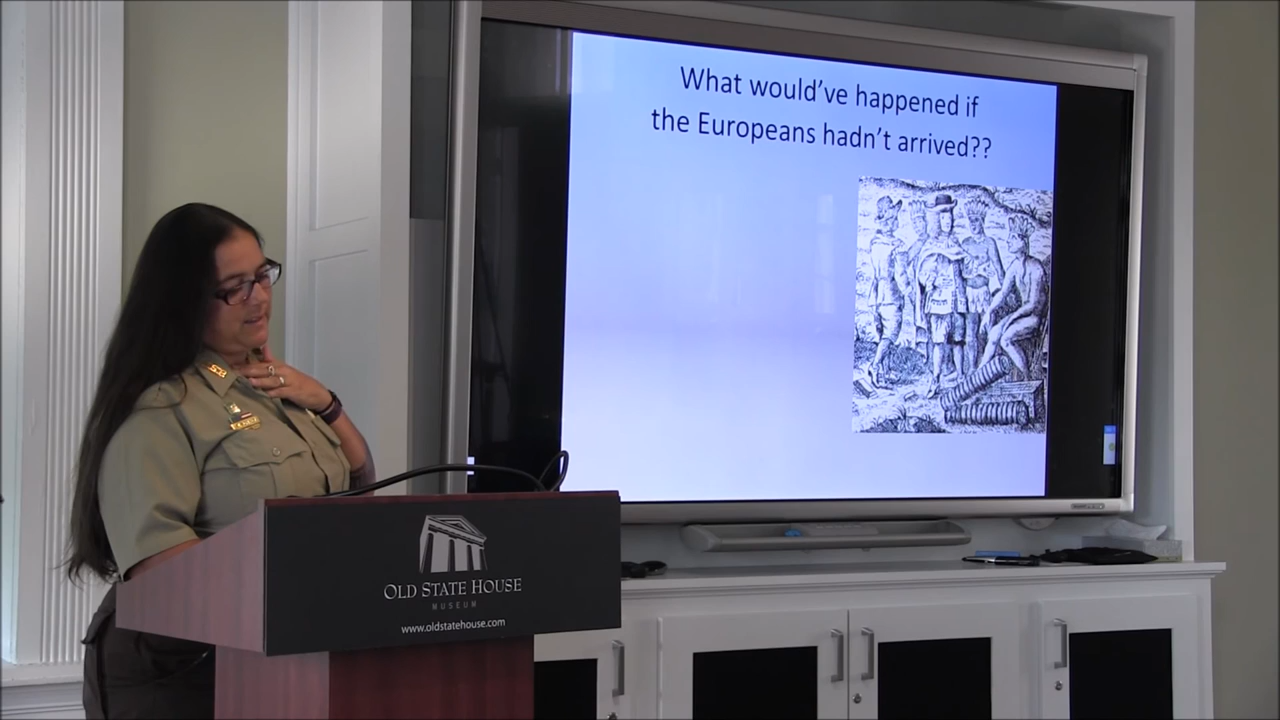 What would've happened if
the Europeans hadn't arrived??
OLD STATE HOUSE
MUSEUM
www.oldstatehouse.com